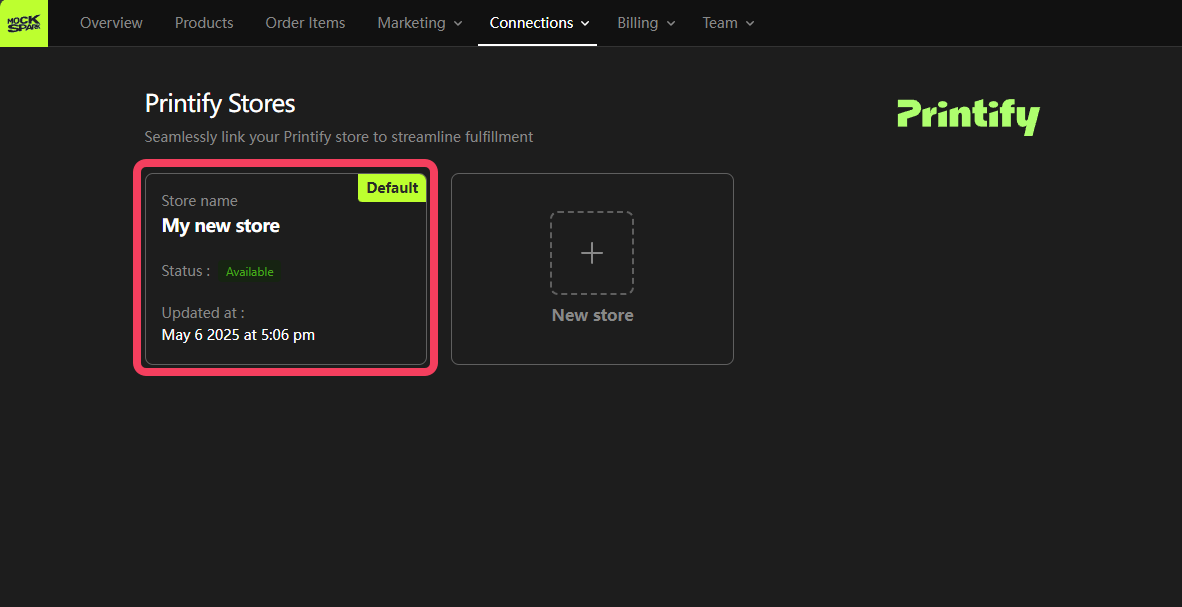 MOCK
SPARK
Overview Products Order Items Marketing Connections Billing Team
Printify Stores
Printify
Seamlessly link your Printify store to streamline fulfillment
Default
Store name
My new store
Status : Available
Updated at :
May 6 2025 at 5:06 pm
New store